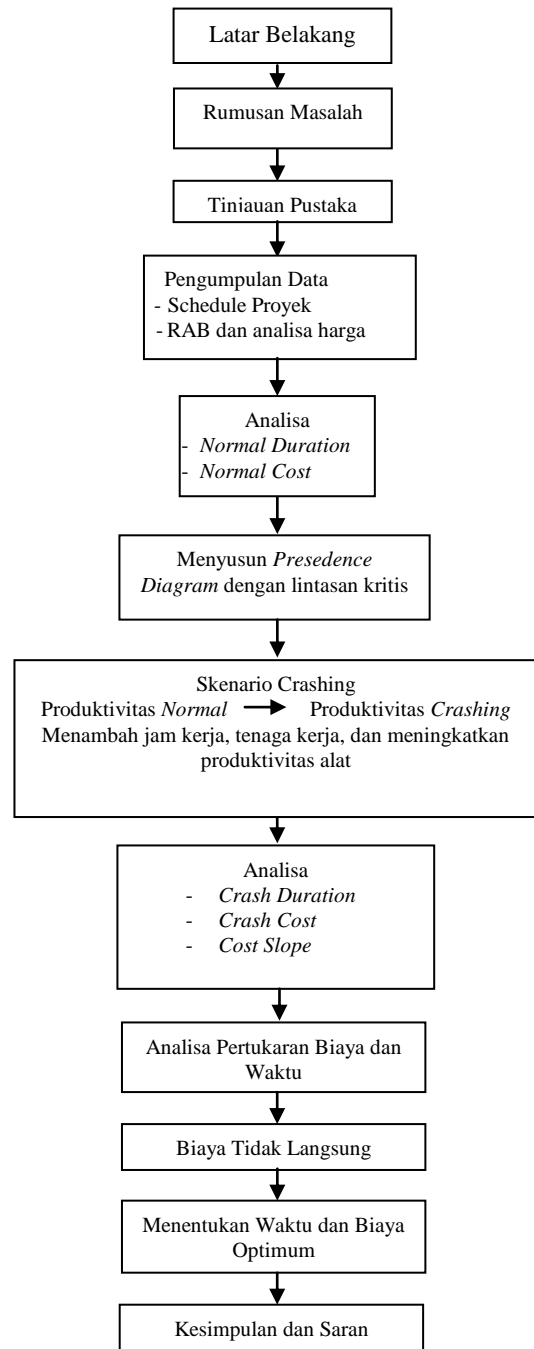 Latar Belakang
Rumusan Masalah
Tiniauan Pustaka
Pengumpulan Data
- Schedule Proyek
- RAB dan analisa harga
Analisa
- Normal Duration
- Normal Cost
Menyusun Presedence
Diagram dengan lintasan kritis
Skenario Crashing
Produktivitas Normal Produktivitas Crashing
Menambah jam kerja, tenaga kerja, dan meningkatkan
produktivitas alat
Analisa
- Crash Duration
- Crash Cost
- Cost Slope
Analisa Pertukaran Biaya dan
Waktu
Biaya Tidak Langsung
Menentukan Waktu dan Biaya
Optimum
Kesimpulan dan Saran